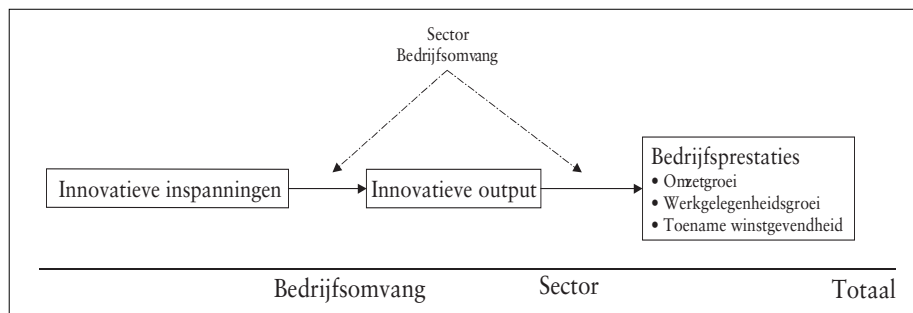 Sector
Bedrijfsomvang
Innovatieve inspanningen
Innovatieve output
Bedrijfsprestaties
• Omzetgroei
• Werkgelegenheidsgroei
• Toename winstgevendheid
Bedrijfsomvang Sector Totaal